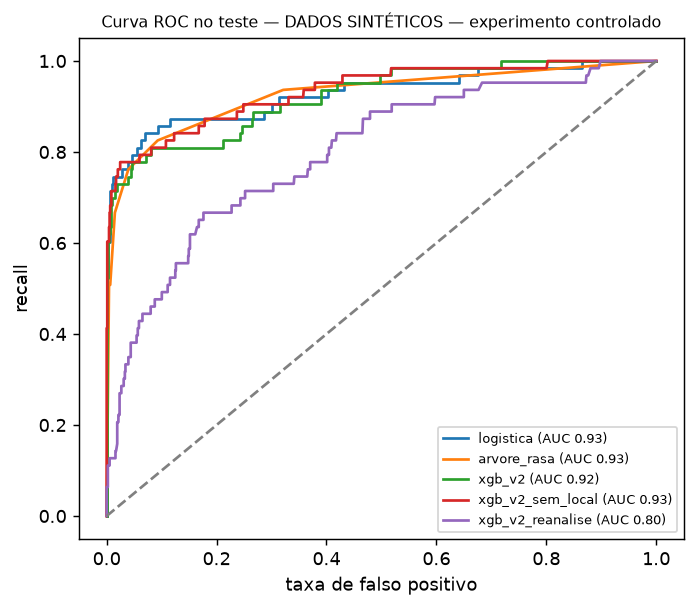 Curva ROC no teste — DADOS SINTÉTICOS — experimento controlado
1.0
0.8
0.6
0.4
0.2
0.0
recall
0.0 0.2 0.4 0.6 0.8 1.0
taxa de falso positivo
logistica (AUC 0.93)
arvore_rasa (AUC 0.93)
xgb_v2 (AUC 0.92)
xgb_v2_sem_local (AUC 0.93)
xgb_v2_reanalise (AUC 0.80)